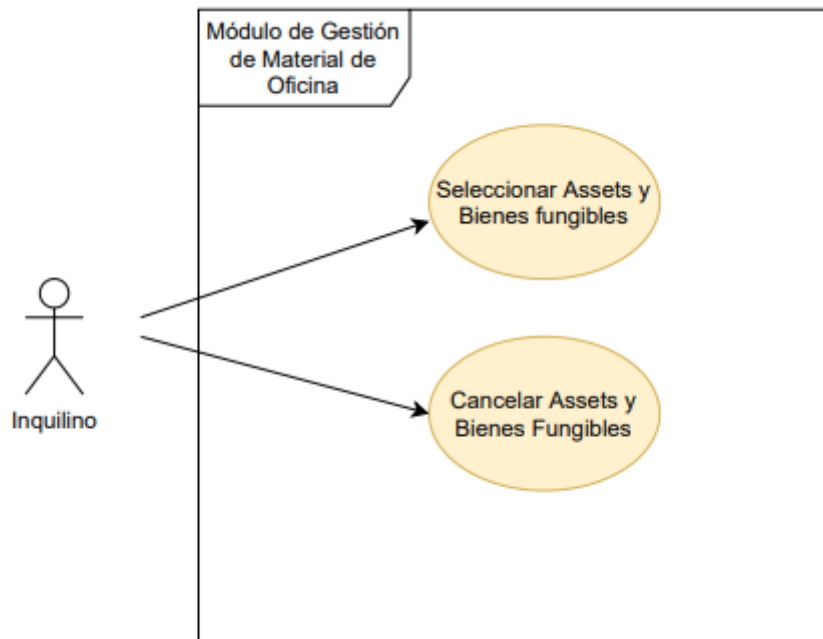 Módulo de Gestión
de Material de
Oficina
Seleccionar Assets y
Bienes fungibles
Inquilino
Cancelar Assets y
Bienes Fungibles